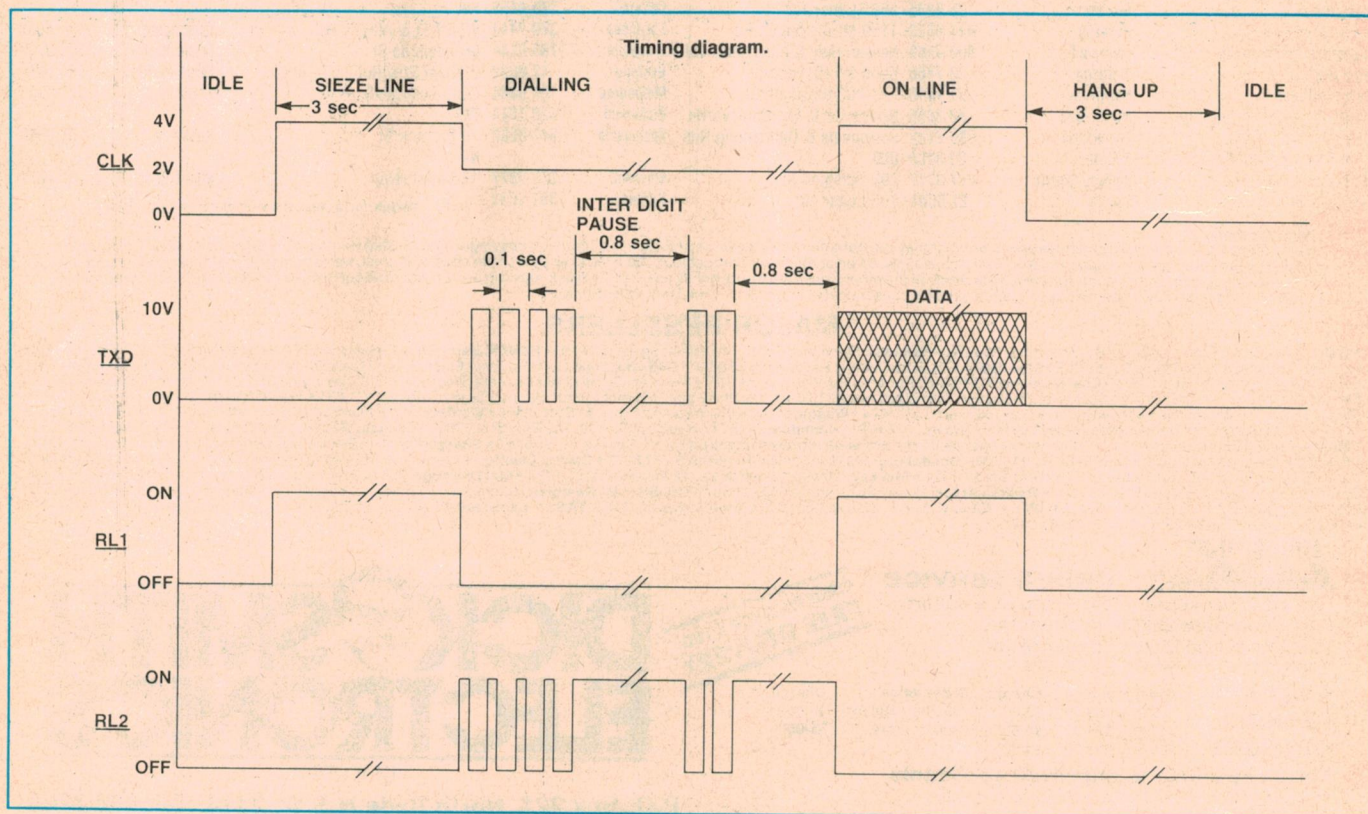 Timing diagram.
IDLE
SIEZE LINE
DIALLING
ON LINE
HANG UP
IDLE
3 sec
3 sec
4V
CLK
2V
0V
INTER DIGIT
PAUSE
0.8 sec
0.1 sec
0.8 sec
DATA
10V
TXD
0V
ON
RL1
OFF
ON
RL2
OFF